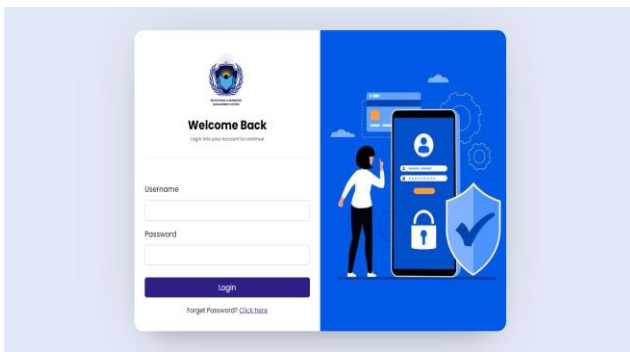 Welcome Back
Login into your account to continue
Username
Password
Login
Forget Password? Click here